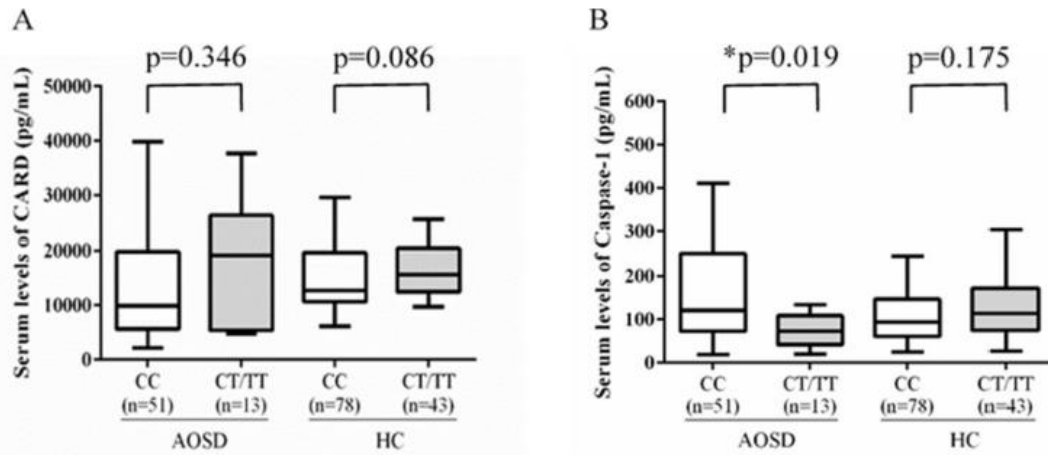 A
p=0.346 p=0.086
Serum levels of CARD (pg/mL)
50000
40000
30000
20000
10000
0
CC CT/TT CC CT/TT
(n=51) (n=13) (n=78) (n=43)
AOSD HC
B
*p=0.019 p=0.175
Serum levels of Caspase-1 (pg/mL)
600
500
400
300
200
100
0
CC CT/TT CC CT/TT
(n=51) (n=13) (n=78) (n=43)
AOSD HC